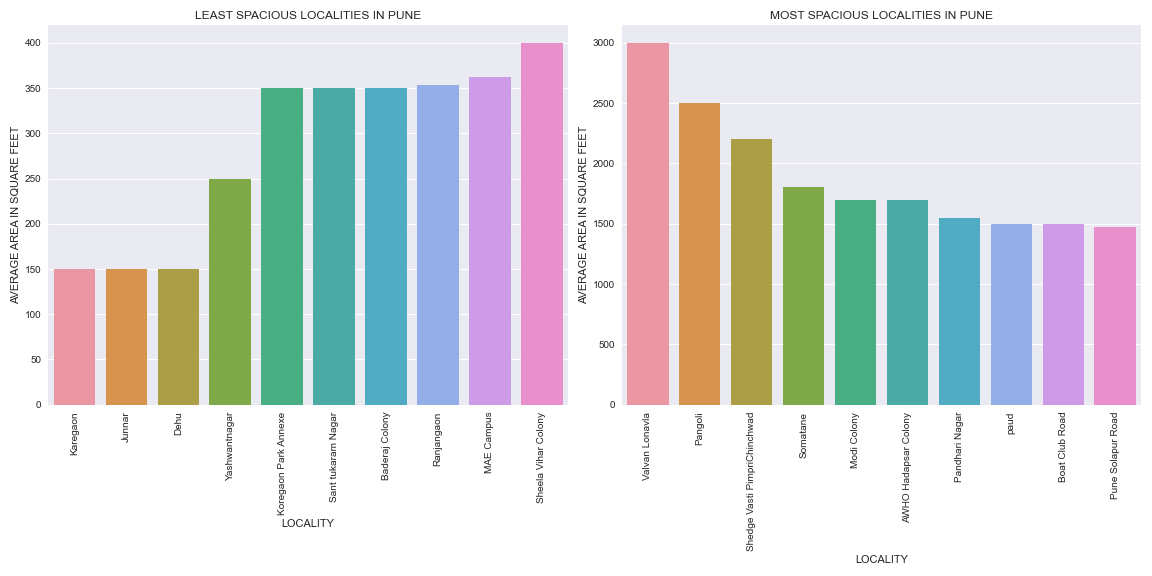 LEAST SPACIOUS LOCALITIES IN PUNE
AVERAGE AREA IN SQUARE FEET
400
350
300
250
200
150
100
50
0
Karegaon
Junnar
Dehu
Yashwantnagar
Koregaon Park Annexe
Sant tukaram Nagar
Baderaj Colony
Ranjangaon
MAE Campus
Sheela Vihar Colony
LOCALITY
MOST SPACIOUS LOCALITIES IN PUNE
AVERAGE AREA IN SQUARE FEET
3000
2500
2000
1500
1000
500
0
Valvan Lonavla
Pangoli
Shedge Vasti PimpriChinchwad
Somatane
Modi Colony
AWHO Hadapsar Colony
Pandhari Nagar
paud
Boat Club Road
Pune Solapur Road
LOCALITY